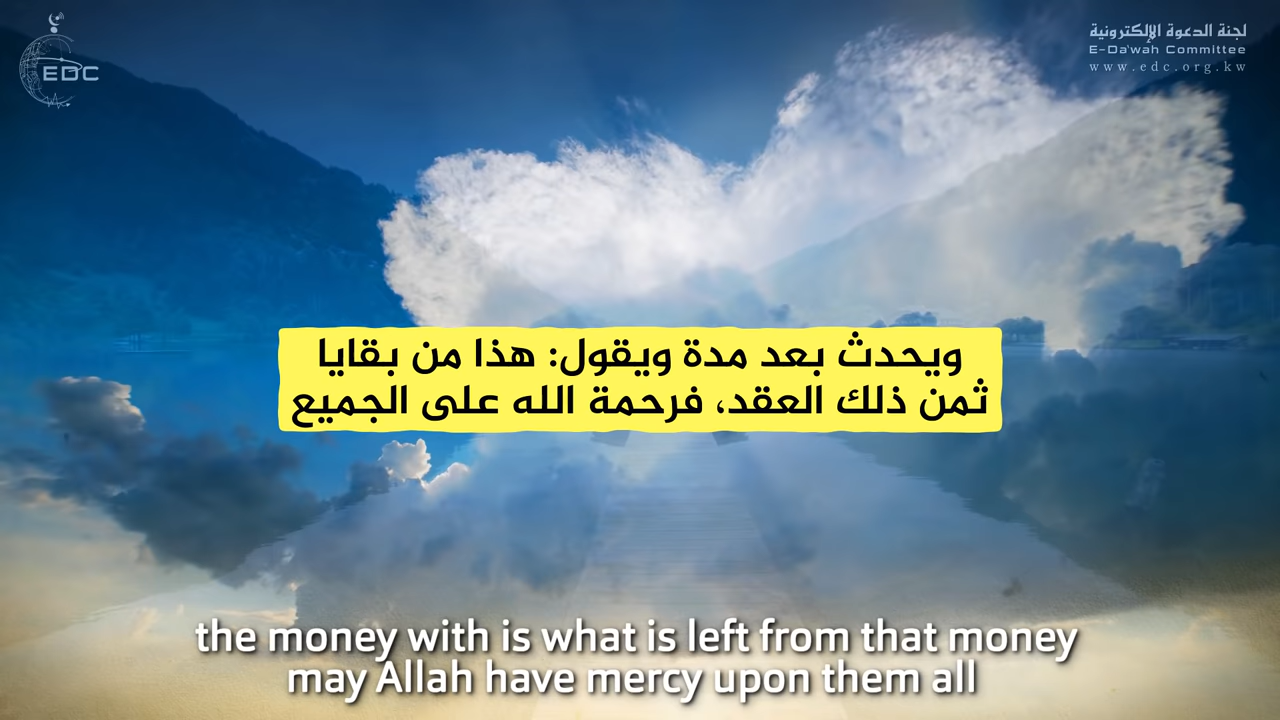 EDC
لجنة الدعوة الإلكترونية
E-Da'wah Committee
www.edc.org.kw
ويحدث بعد مدة ويقول: هذا من بقايا
ثمن ذلك العقد، فرحمة الله على الجميع
the money with is what is left from that money
may Allah have mercy upon them all